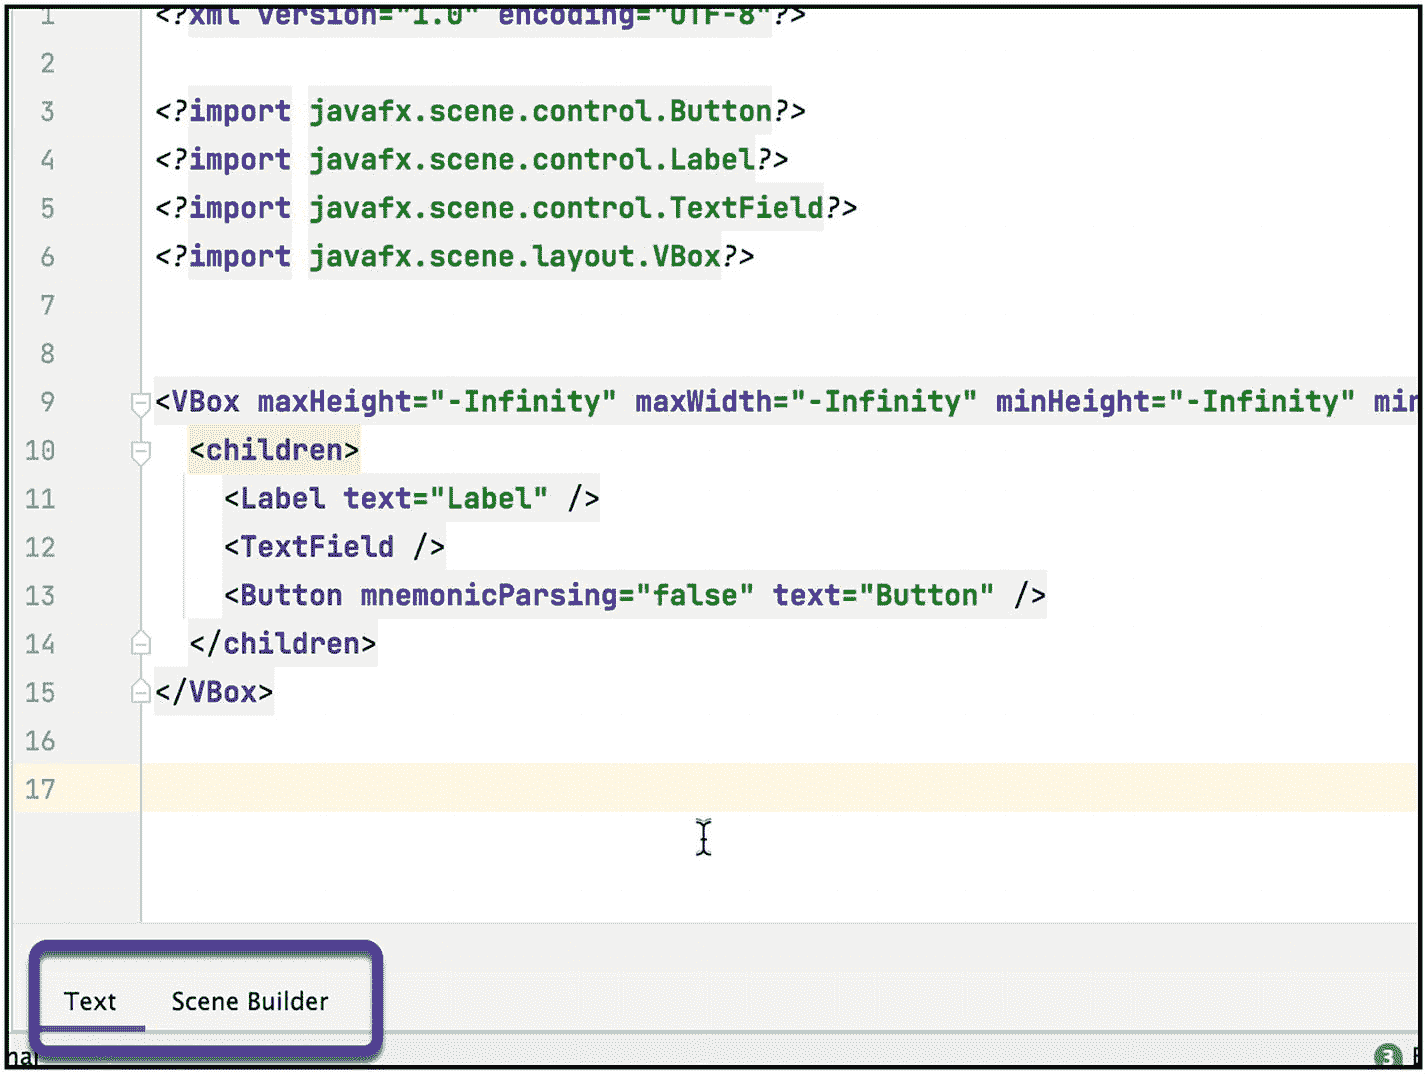 1 <?xml version="1.0" encoding="UTF-8"?>
2
3 <?import javafx.scene.control.Button?>
4 <?import javafx.scene.control.Label?>
5 <?import javafx.scene.control.TextField?>
6 <?import javafx.scene.layout.VBox?>
7
8
9 <VBox maxHeight="-Infinity" maxWidth="-Infinity" minHeight="-Infinity" min
10 <children>
11 <Label text="Label" />
12 <TextField />
13 <Button mnemonicParsing="false" text="Button" />
14 </children>
15 </VBox>
16
17
Text Scene Builder
3